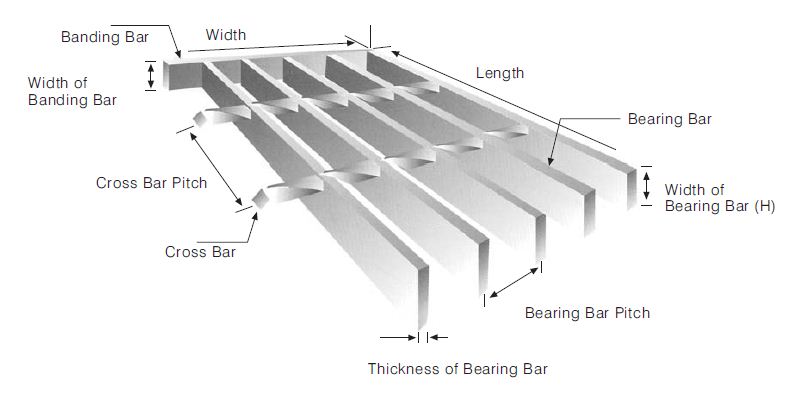 Banding Bar
Width
Width of
Banding Bar
Length
Bearing Bar
Cross Bar Pitch
Width of
Bearing Bar (H)
Cross Bar
Bearing Bar Pitch
Thickness of Bearing Bar